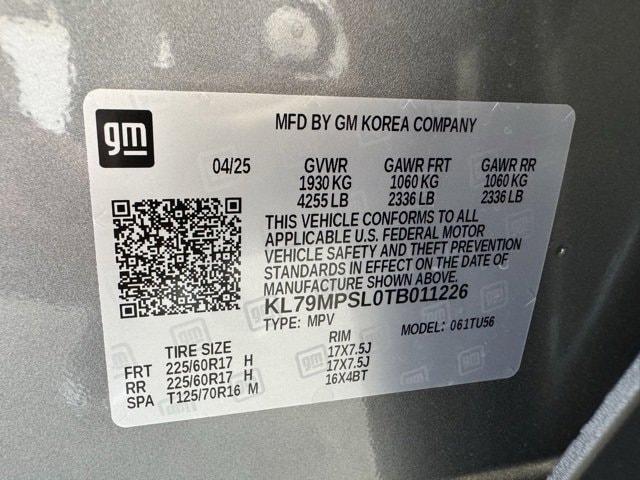 gm
MFD BY GM KOREA COMPANY
04/25 GVWR GAWR FRT GAWR RR
1930 KG 1060 KG 1060 KG
4255 LB 2336 LB 2336 LB
THIS VEHICLE CONFORMS TO ALL
APPLICABLE U.S. FEDERAL MOTOR
VEHICLE SAFETY AND THEFT PREVENTION
STANDARDS IN EFFECT ON THE DATE OF
MANUFACTURE SHOWN ABOVE.
KL79MPSL0TB011226
TYPE: MPV MODEL: 061TU56
TIRE SIZE RIM
FRT 225/60R17 H 17X7.5J
RR 225/60R17 H 17X7.5J
SPA T125/70R16 M 16X4BT